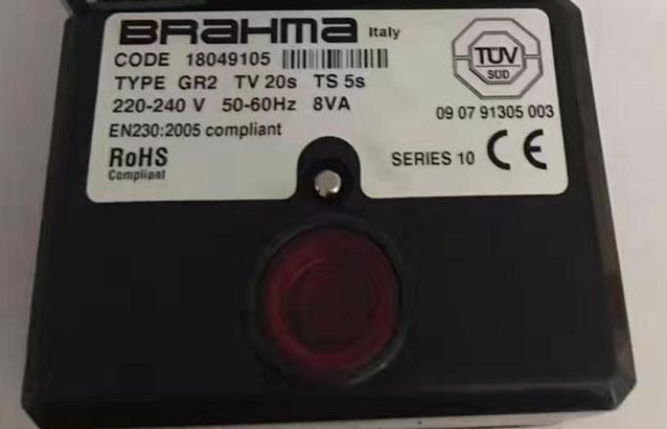 BRAHMA Italy
CODE 18049105
TYPE GR2 TV 20s TS 5s
220-240 V 50-60Hz 8VA
EN230:2005 compliant
RoHS
Compliant
TÜV
SÜD
09 07 91305 003
SERIES 10 CE